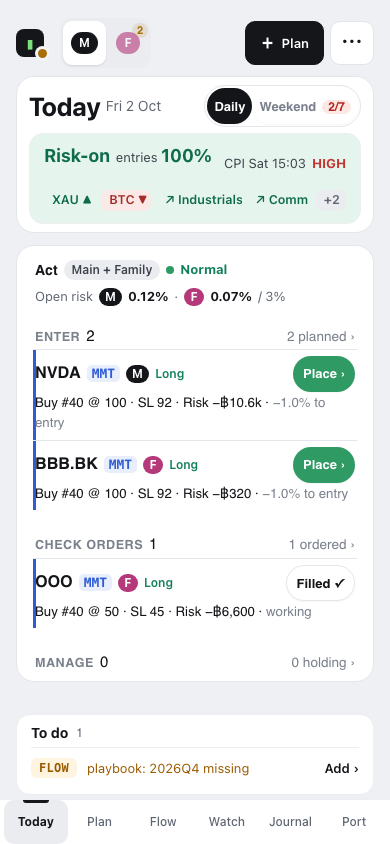 M F 2 + Plan ...
Today Fri 2 Oct Daily Weekend 2/7
Risk-on entries 100% CPI Sat 15:03 HIGH
XAU ▲ BTC ▼ ↗ Industrials ↗ Comm +2
Act Main + Family ● Normal
Open risk M 0.12% · F 0.07% / 3%
ENTER 2 2 planned ›
NVDA MMT M Long Place ›
Buy #40 @ 100 · SL 92 · Risk −฿10.6k · −1.0% to
entry
BBB.BK MMT F Long Place ›
Buy #40 @ 100 · SL 92 · Risk −฿320 · −1.0% to entry
CHECK ORDERS 1 1 ordered ›
OOO MMT F Long Filled ✓
Buy #40 @ 50 · SL 45 · Risk −฿6,600 · working
MANAGE 0 0 holding ›
To do 1
FLOW playbook: 2026Q4 missing Add ›
Today Plan Flow Watch Journal Port